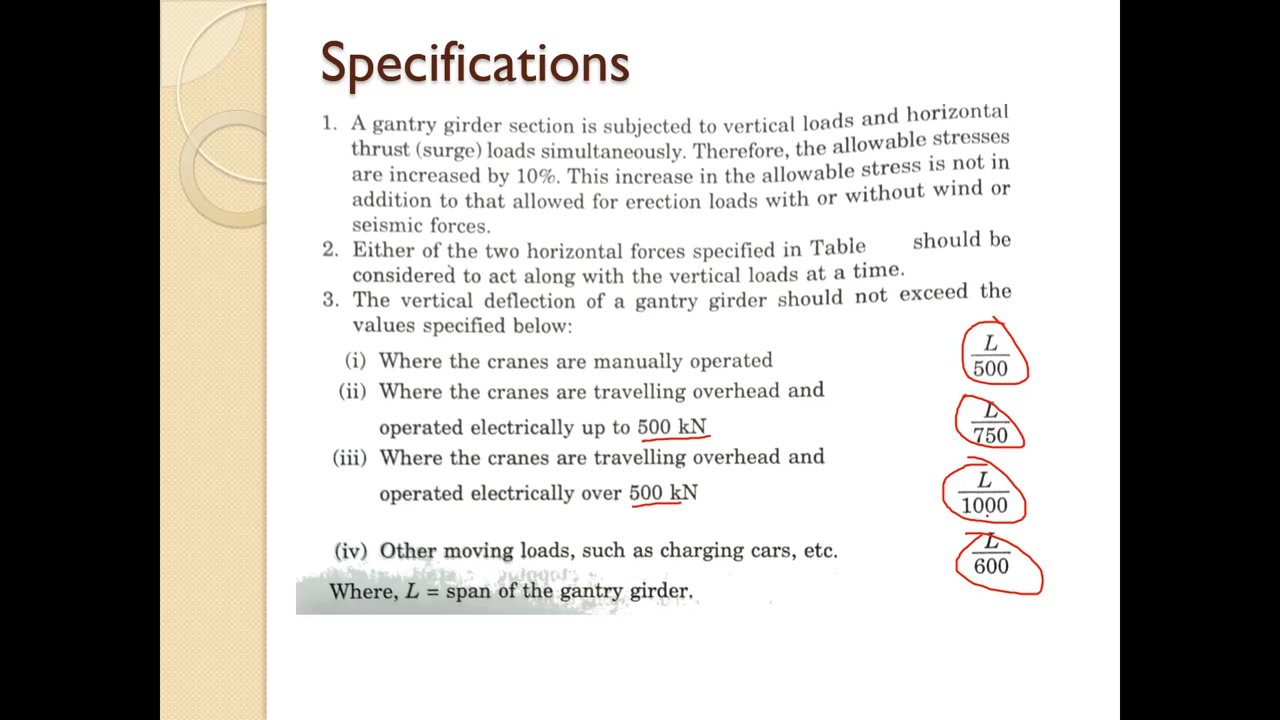 Specifications
1. A gantry girder section is subjected to vertical loads and horizontal
thrust (surge) loads simultaneously. Therefore, the allowable stresses
are increased by 10%. This increase in the allowable stress is not in
addition to that allowed for erection loads with or without wind or
seismic forces.
2. Either of the two horizontal forces specified in Table should be
considered to act along with the vertical loads at a time.
3. The vertical deflection of a gantry girder should not exceed the
values specified below:
(i) Where the cranes are manually operated L/500
(ii) Where the cranes are travelling overhead and
operated electrically up to 500 kN L/750
(iii) Where the cranes are travelling overhead and
operated electrically over 500 kN L/1000
(iv) Other moving loads, such as charging cars, etc. L/600
Where, L = span of the gantry girder.